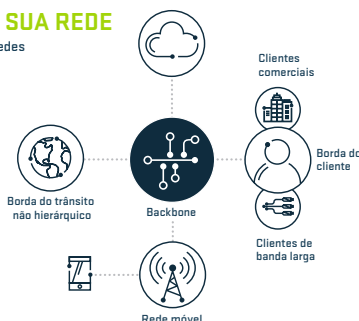 SUA REDE
edes
Clientes
comerciais
Borda do
cliente
Borda do trânsito
não hierárquico
Backbone
Clientes de
banda larga
Rede móvel